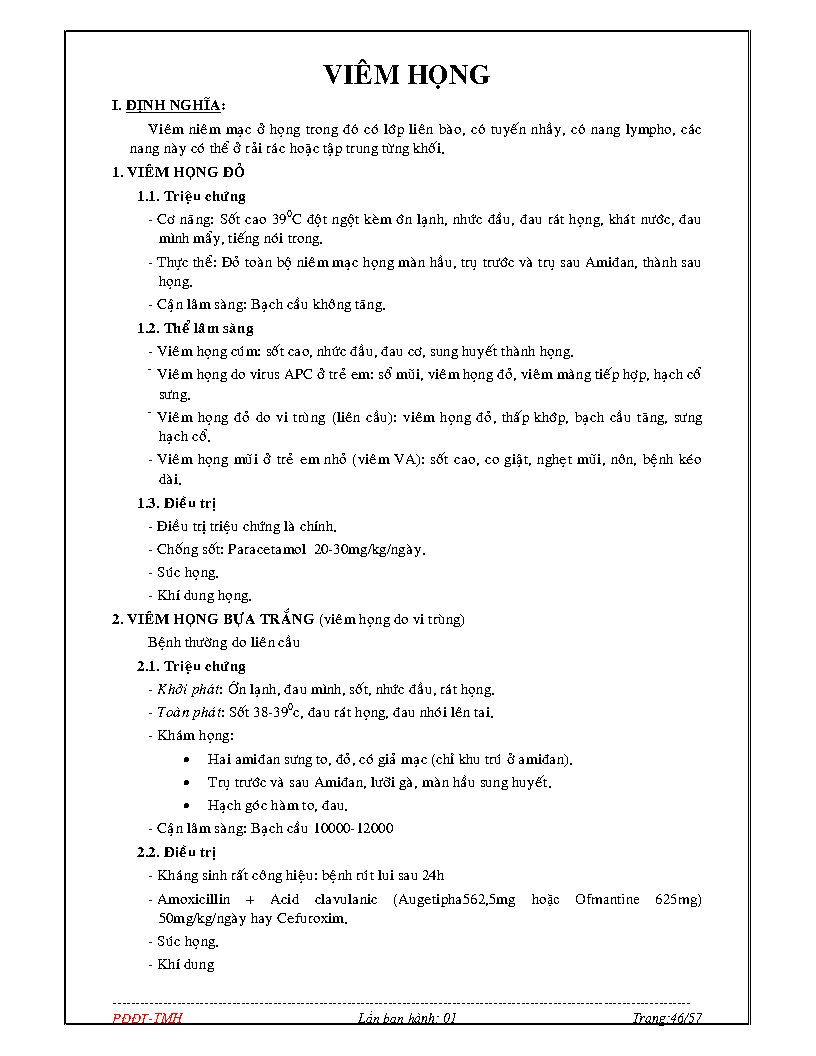 VIÊM HỌNG
I. ĐỊNH NGHĨA:
Viêm niêm mạc ở họng trong đó có lớp liên bào, có tuyến nhầy, có nang lympho, các
nang này có thể ở rải rác hoặc tập trung từng khối.
1. VIÊM HỌNG ĐỎ
1.1. Triệu chứng
- Cơ năng: Sốt cao 39⁰C đột ngột kèm ớn lạnh, nhức đầu, đau rát họng, khát nước, đau
mình mẩy, tiếng nói trong.
- Thực thể: Đỏ toàn bộ niêm mạc họng màn hầu, trụ trước và trụ sau Amiđan, thành sau
họng.
- Cận lâm sàng: Bạch cầu không tăng.
1.2. Thể lâm sàng
- Viêm họng cúm: sốt cao, nhức đầu, đau cơ, sung huyết thành họng.
- Viêm họng do virus APC ở trẻ em: sổ mũi, viêm họng đỏ, viêm màng tiếp hợp, hạch cổ
sưng.
- Viêm họng đỏ do vi trùng (liên cầu): viêm họng đỏ, thấp khớp, bạch cầu tăng, sưng
hạch cổ.
- Viêm họng mũi ở trẻ em nhỏ (viêm VA): sốt cao, co giật, nghẹt mũi, nôn, bệnh kéo
dài.
1.3. Điều trị
- Điều trị triệu chứng là chính.
- Chống sốt: Paracetamol 20-30mg/kg/ngày.
- Súc họng.
- Khí dung họng.
2. VIÊM HỌNG BỰA TRẮNG (viêm họng do vi trùng)
Bệnh thường do liên cầu
2.1. Triệu chứng
- Khởi phát: Ớn lạnh, đau mình, sốt, nhức đầu, rát họng.
- Toàn phát: Sốt 38-39⁰c, đau rát họng, đau nhói lên tai.
- Khám họng:
• Hai amiđan sưng to, đỏ, có giả mạc (chỉ khu trú ở amiđan).
• Trụ trước và sau Amiđan, lưỡi gà, màn hầu sung huyết.
• Hạch góc hàm to, đau.
- Cận lâm sàng: Bạch cầu 10000-12000
2.2. Điều trị
- Kháng sinh rất công hiệu: bệnh rút lui sau 24h
- Amoxicillin + Acid clavulanic (Augetipha562,5mg hoặc Ofmantine 625mg)
50mg/kg/ngày hay Cefuroxim.
- Súc họng.
- Khí dung
PĐĐT-TMH Lần ban hành: 01 Trang:46/57